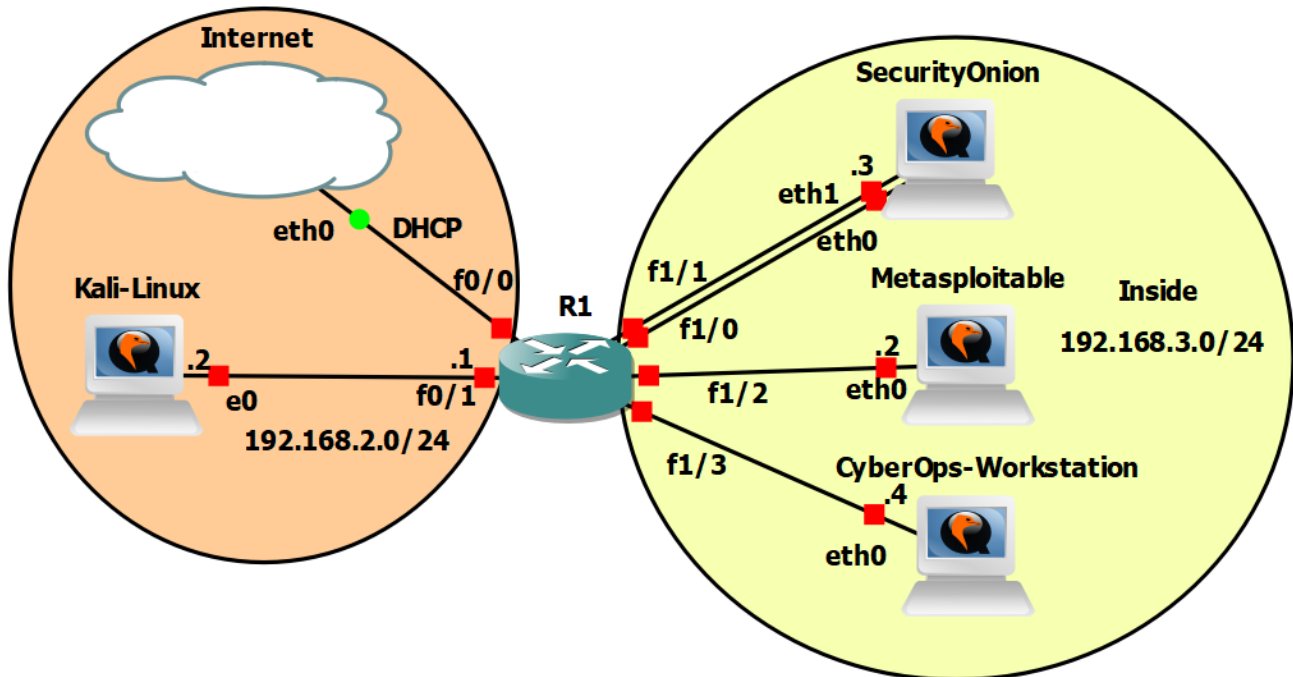 Internet
SecurityOnion
.3
eth1
eth0
DHCP
eth0
f0/0
f1/1
f1/0
Kali-Linux
R1
Metasploitable
Inside
192.168.3.0/24
.2
e0
.1
f0/1
192.168.2.0/24
f1/2
.2
eth0
f1/3
CyberOps-Workstation
.4
eth0